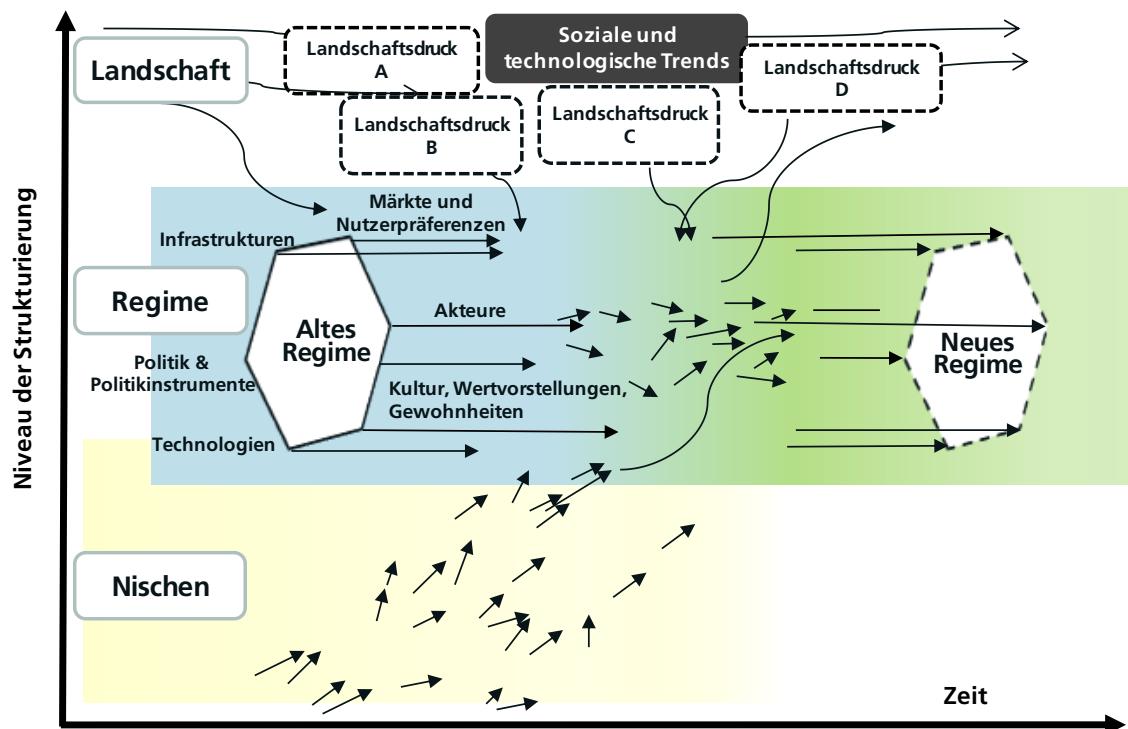 Landschaft
Landschaftsdruck
A
Landschaftsdruck
B
Soziale und
technologische Trends
Landschaftsdruck
C
Landschaftsdruck
D
Niveau der Strukturierung
Märkte und
Nutzerpräferenzen
Infrastrukturen
Regime
Altes
Regime
Akteure
Neues
Regime
Politik &
Politikinstrumente
Kultur, Wertvorstellungen,
Gewohnheiten
Technologien
Nischen
Zeit